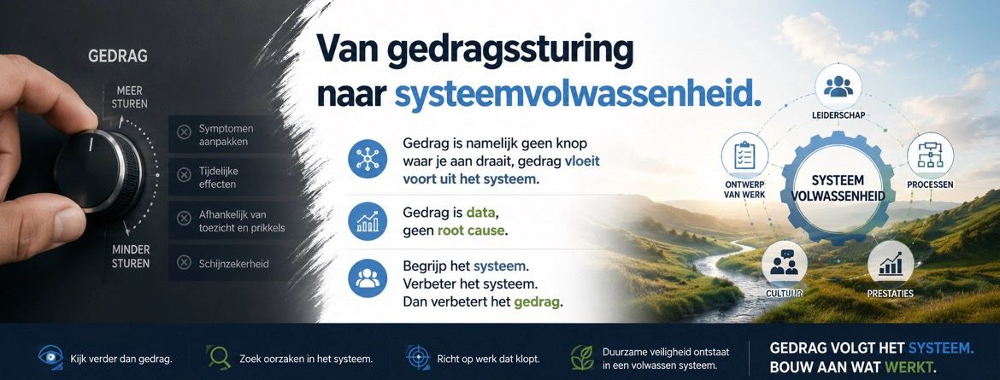 GEDRAG
MEER
STUREN
Symptomen
aanpakken
Tijdelijke
effecten
Afhankelijk van
toezicht en prikkels
Schijnzekerheid
MINDER
STUREN
Van gedragssturing
naar systeemvolwassenheid.
Gedrag is namelijk geen knop
waar je aan draait, gedrag vloeit
voort uit het systeem.
Gedrag is data,
geen root cause.
Begrijp het systeem.
Verbeter het systeem.
Dan verbetert het gedrag.
LEIDERSCHAP
ONTWERP
VAN WERK
SYSTEEM
VOLWASSENHEID
PROCESSEN
CULTUUR
PRESTATIES
Kijk verder dan gedrag.
Zoek oorzaken in het systeem.
Richt op werk dat klopt.
Duurzame veiligheid ontstaat
in een volwassen systeem.
GEDRAG VOLGT HET SYSTEEM.
BOUW AAN WAT WERKT.